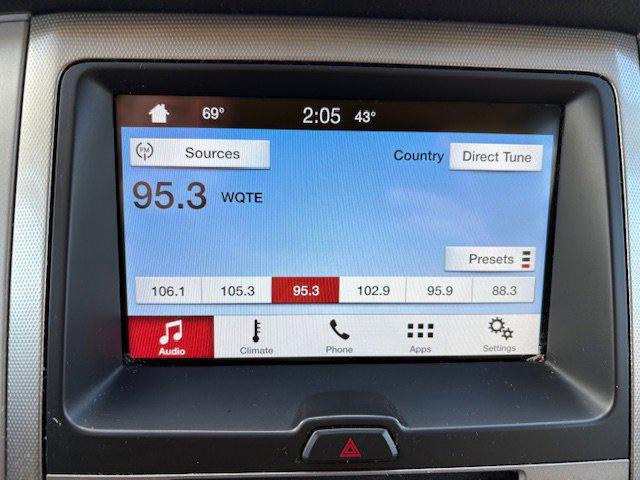 69° 2:05 43°
FM Sources Country Direct Tune
95.3 WQTE
Presets
106.1 105.3 95.3 102.9 95.9 88.3
Audio Climate Phone Apps Settings